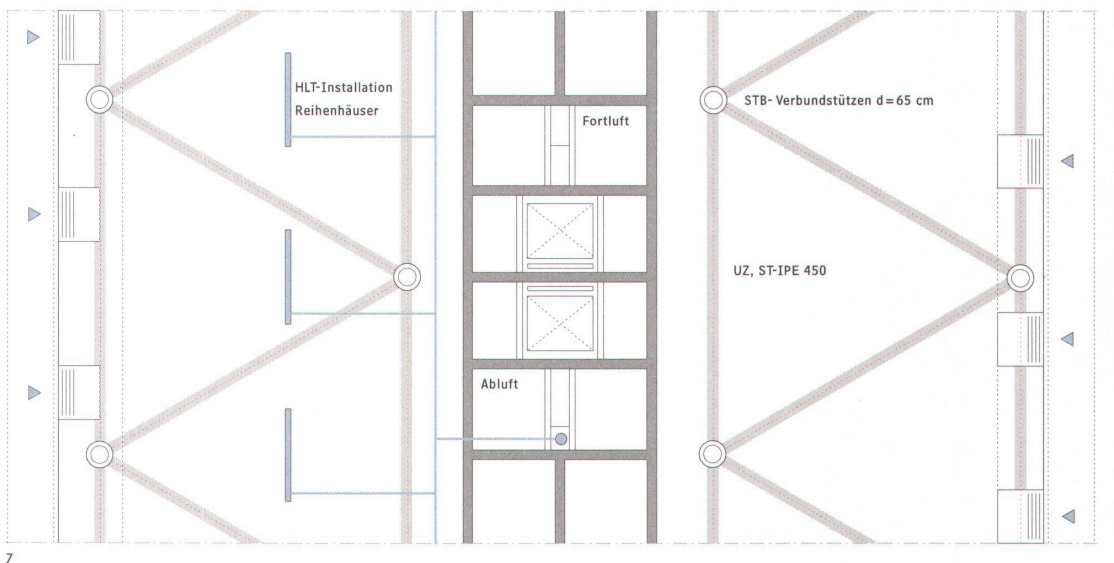 HLT-Installation
Reihenhäuser
Fortluft
STB- Verbundstützen d=65 cm
UZ, ST-IPE 450
Abluft
7